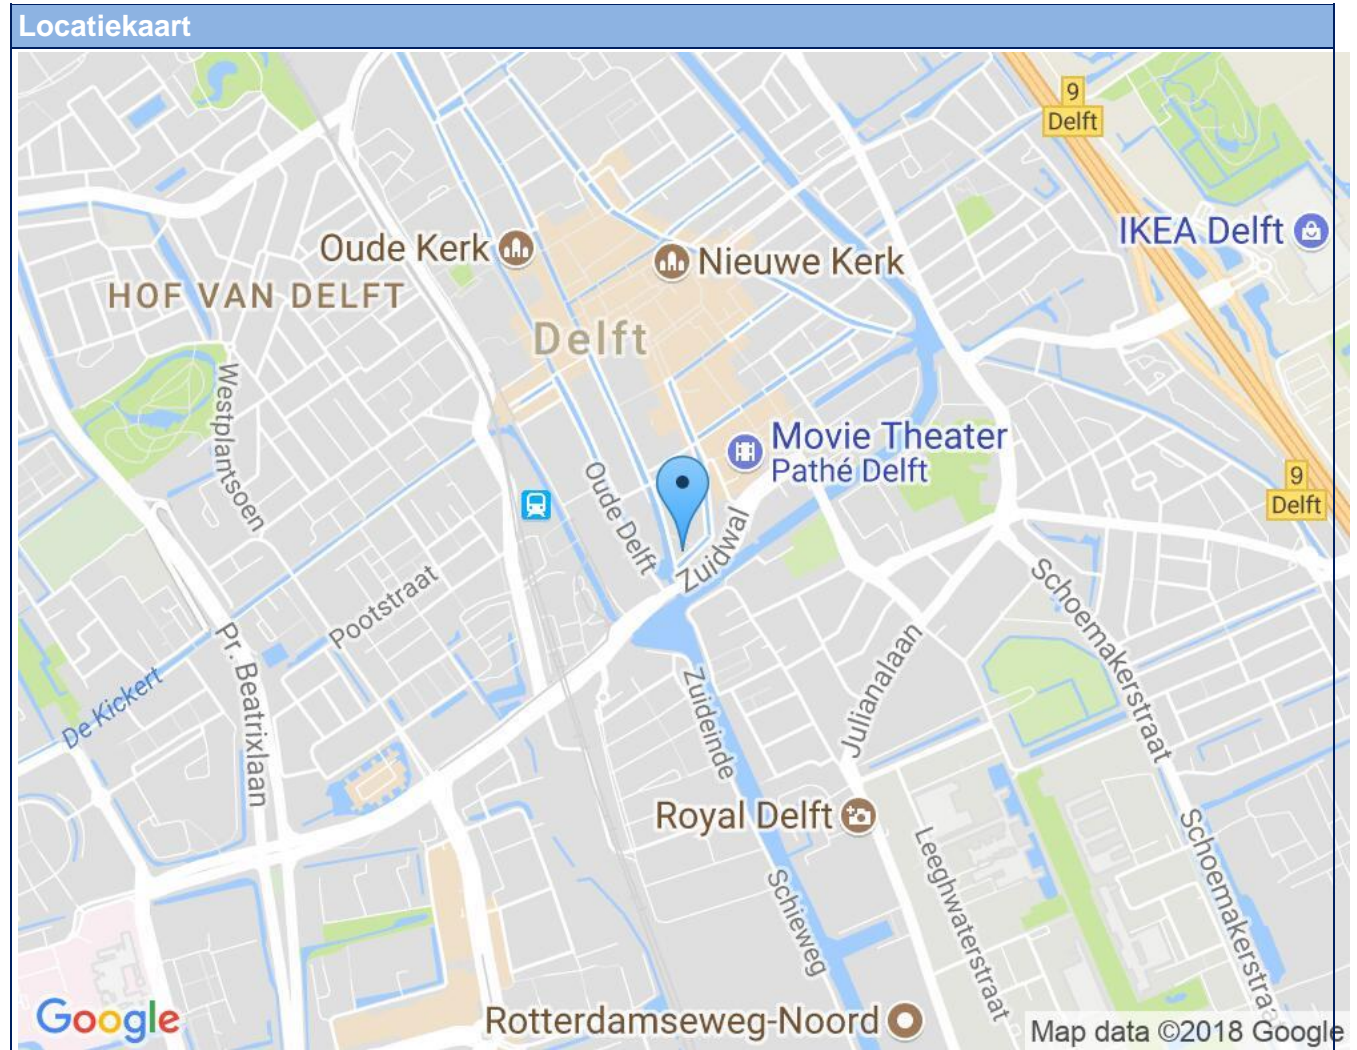 Locatiekaart
9
Delft
IKEA Delft
Oude Kerk
Nieuwe Kerk
HOF VAN DELFT
Delft
Westplantsoen
Movie Theater
Pathé Delft
Oude Delft
Zuidwal
9
Delft
Pootstraat
Schoemakerstraat
De Kickert
Pr. Beatrixlaan
Zuideinde
Julianalaan
Royal Delft
Leeghwaterstraat
Schoemakerstraa
Schieweg
Google
Rotterdamseweg-Noord
Map data ©2018 Google